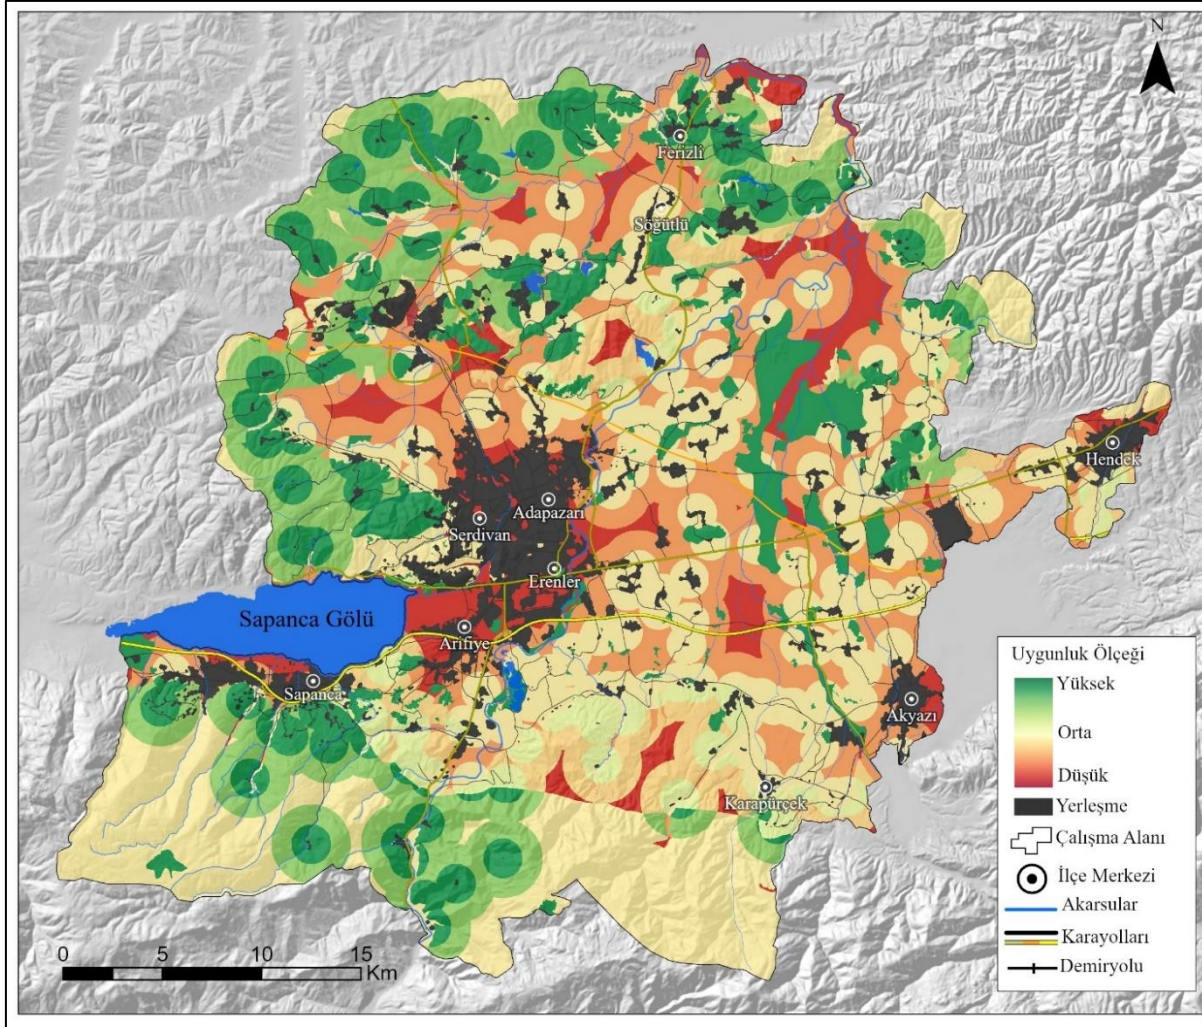 N
Ferizli
Söğütlü
Hendek
Adapazarı
Serdivan
Erenler
Sapanca Gölü
Arifiye
Sapanca
Akyazı
Karapürçek
Uygunluk Ölçeği
Yüksek
Orta
Düşük
Yerleşme
Çalışma Alanı
İlçe Merkezi
Akarsular
Karayolları
Demiryolu
0 5 10 15
Km